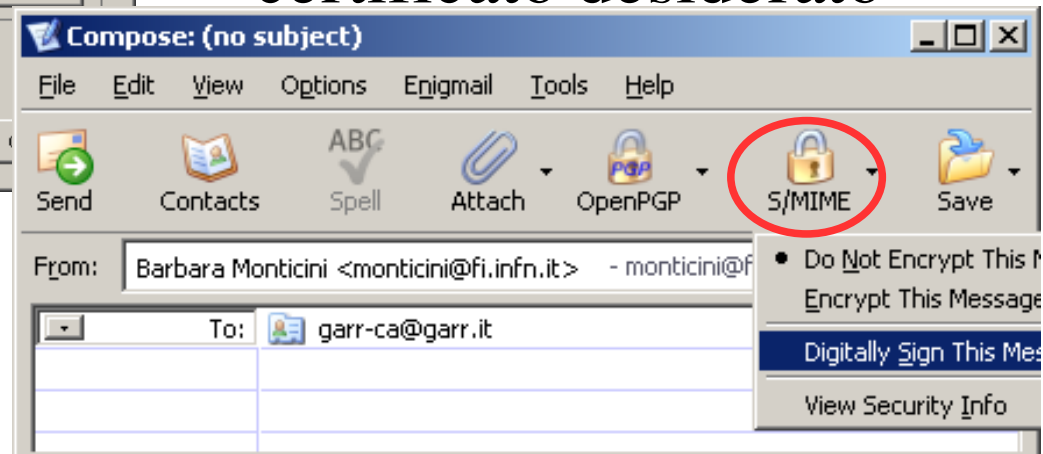 certificato desiderato
Compose: (no subject)
File Edit View Options Enigmail Tools Help
ABC
PGP
Send Contacts Spell Attach OpenPGP S/MIME Save
From: Barbara Monticini <monticini@fi.infn.it> - monticini@f
Do Not Encrypt This
Encrypt This Message
To: garr-ca@garr.it
Digitally Sign This Mes
View Security Info